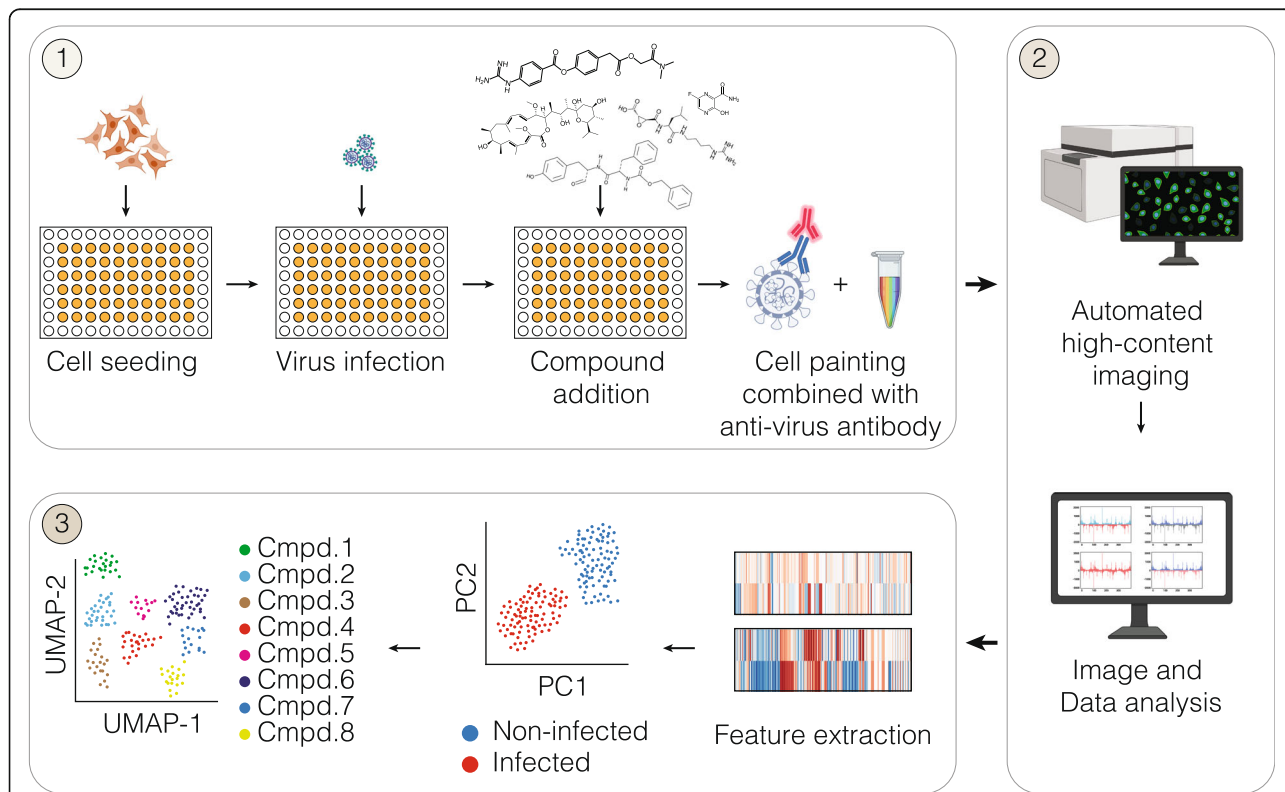 1
Cell seeding
Virus infection
Compound
addition
+
Cell painting
combined with
anti-virus antibody
2
Automated
high-content
imaging
Image and
Data analysis
3
UMAP-2
UMAP-1
Cmpd.1
Cmpd.2
Cmpd.3
Cmpd.4
Cmpd.5
Cmpd.6
Cmpd.7
Cmpd.8
PC2
PC1
Non-infected
Infected
Feature extraction